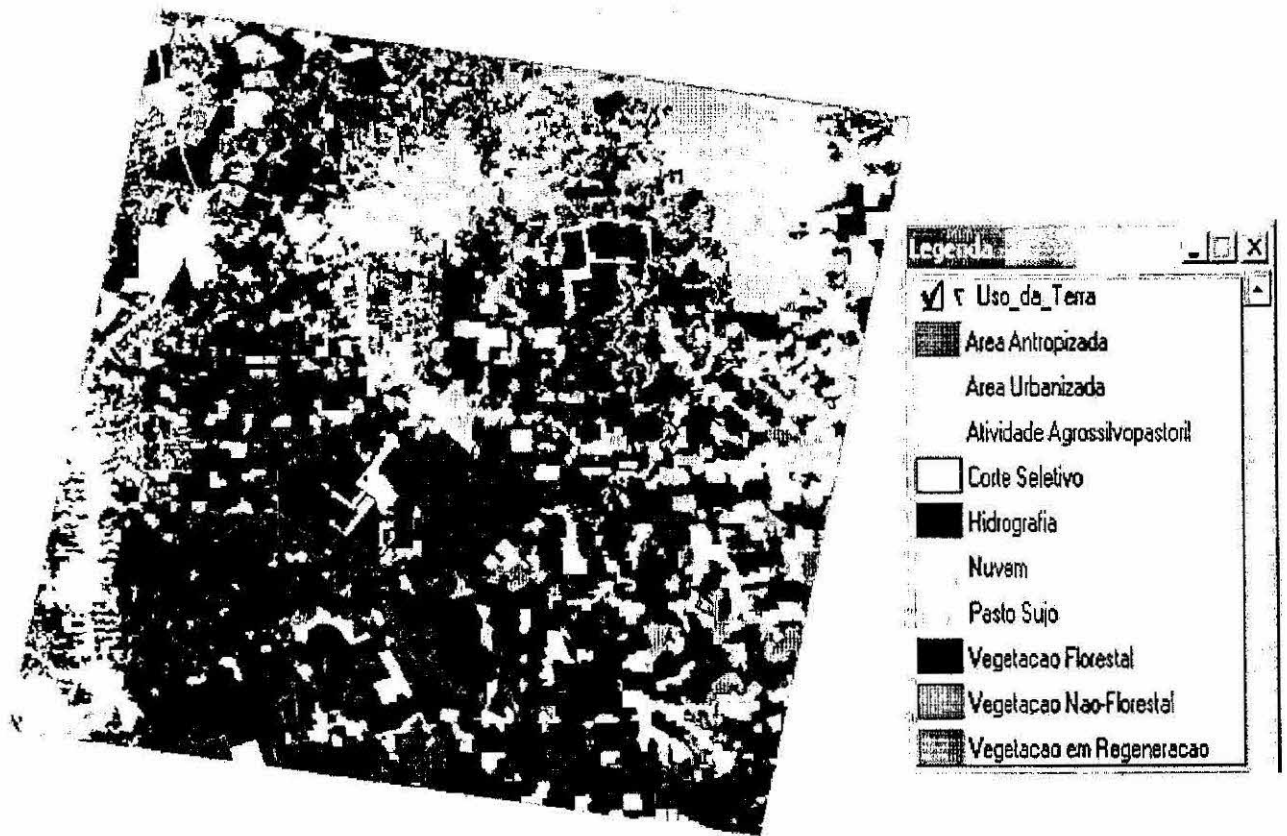 Legenda
Uso_da_Terra
Area Antropizada
Area Urbanizada
Atividade Agrossilvopastoril
Corte Seletivo
Hidrografia
Nuvem
Pasto Sujo
Vegetacao Florestal
Vegetacao Nao-Florestal
Vegetacao em Regeneracao